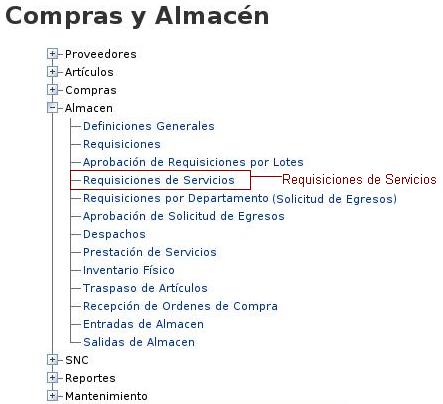 Compras y Almacén
Proveedores
Artículos
Compras
Almacen
Definiciones Generales
Requisiciones
Aprobación de Requisiciones por Lotes
Requisiciones de Servicios Requisiciones de Servicios
Requisiciones por Departamento (Solicitud de Egresos)
Aprobación de Solicitud de Egresos
Despachos
Prestación de Servicios
Inventario Físico
Traspaso de Artículos
Recepción de Ordenes de Compra
Entradas de Almacen
Salidas de Almacen
SNC
Reportes
Mantenimiento